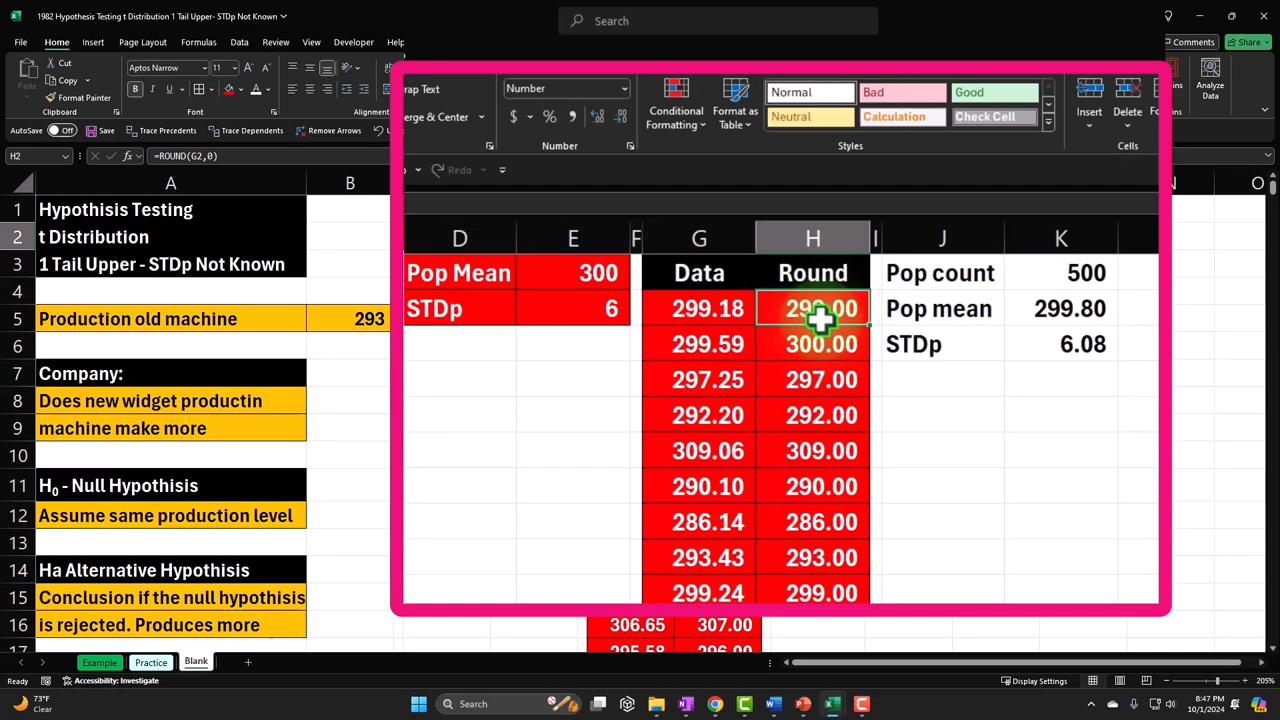 1982 Hypothesis Testing t Distribution 1 Tail Upper- STDp Not Known
Search
File Home Insert Page Layout Formulas Data Review View Developer Help
Comments Share
Cut
Copy
Format Painter
Paste
Aptos Narrow 11
Clipboard
wrap Text
erge & Center
Number
$ % ,
Number
Conditional Formatting
Format as Table
Normal Bad Good
Neutral Calculation Check Cell
Styles
Insert Delete
Cells
Analyze Data
AutoSave Off Save Trace Precedents Trace Dependents Remove Arrows
Redo
H2 fx =ROUND(G2,0)
A B D E F G H I J K N O
1 Hypothisis Testing
2 t Distribution
3 1 Tail Upper - STDp Not Known
4
5 Production old machine 293
6
7 Company:
8 Does new widget productin
9 machine make more
10
11 H0 - Null Hypothisis
12 Assume same production level
13
14 Ha Alternative Hypothisis
15 Conclusion if the null hypothisis
16 is rejected. Produces more
17
Pop Mean 300 Data Round Pop count 500
STDp 6 299.18 Pop mean 299.80
299.59 300.00 STDp 6.08
297.25 297.00
292.20 292.00
309.06 309.00
290.10 290.00
286.14 286.00
293.43 293.00
299.24 299.00
306.65 307.00
295.58 296.00
Example Practice Blank
Ready Accessibility: Investigate Display Settings 205%
73°F
Clear
Search
8:47 PM
10/1/2024